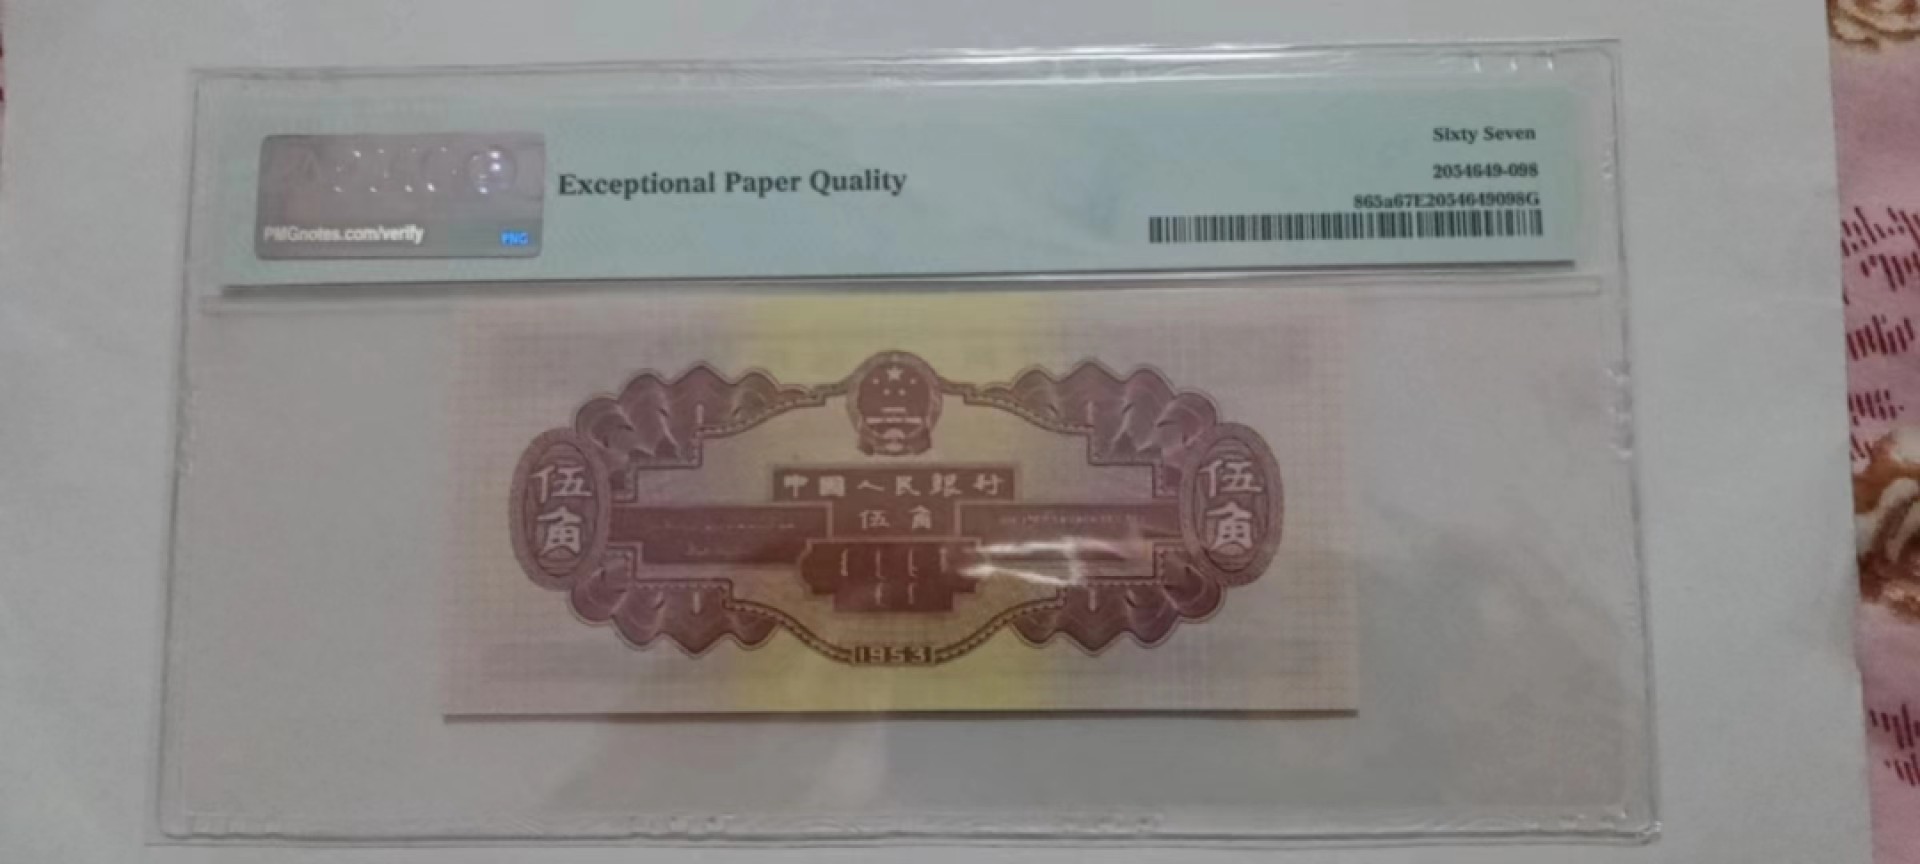 Sixty Seven
Exceptional Paper Quality
2054649-098
865a67E2054649098G
PMGnotes.com/verify
PNG
中國人民銀行
伍角
伍角
伍角
1953